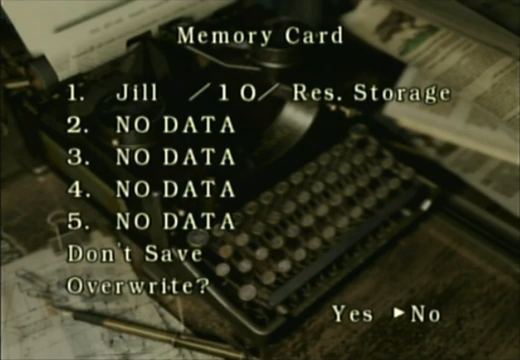 Memory Card
1. Jill /10/ Res. Storage
2. NO DATA
3. NO DATA
4. NO DATA
5. NO DATA
Don't Save
Overwrite?
Yes ►No